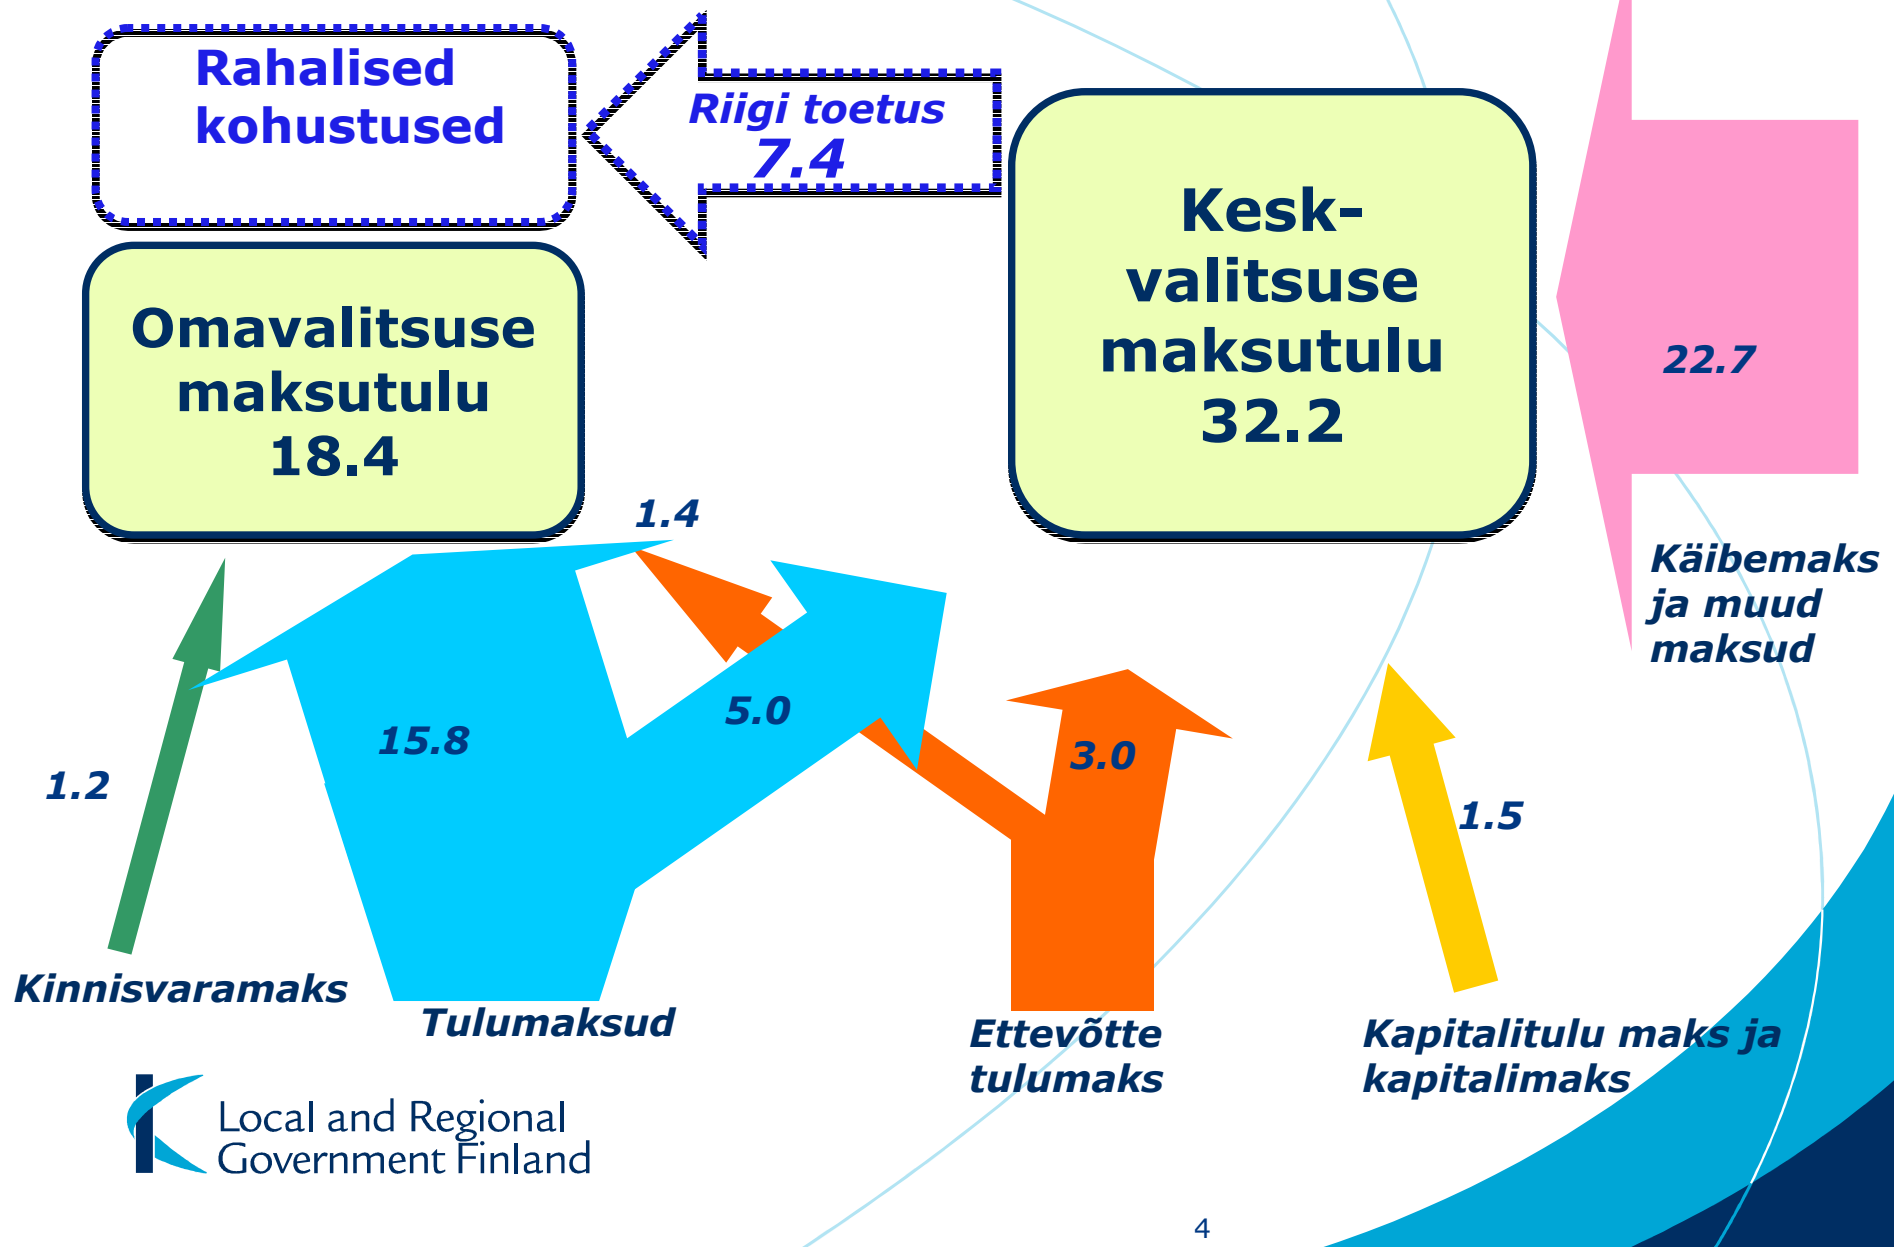 Rahalised
kohustused
Riigi toetus
7.4
Kesk-
valitsuse
maksutulu
32.2
Omavalitsuse
maksutulu
18.4
22.7
Käibemaks
ja muud
maksud
1.4
5.0
15.8
3.0
1.2
1.5
Kinnisvaramaks
Tulumaksud
Ettevõtte
tulumaks
Kapitalitulu maks ja
kapitalimaks
Local and Regional
Government Finland
4